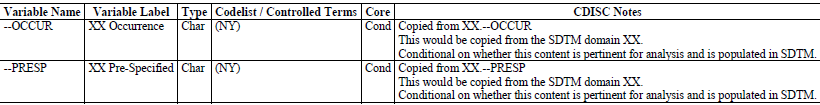 Variable Name Variable Label Type Codelist / Controlled Terms Core CDISC Notes
--OCCUR XX Occurrence Char (NY) Cond Copied from XX.--OCCUR
This would be copied from the SDTM domain XX.
Conditional on whether this content is pertinent for analysis and is populated in SDTM.
--PRESP XX Pre-Specified Char (NY) Cond Copied from XX.--PRESP
This would be copied from the SDTM domain XX.
Conditional on whether this content is pertinent for analysis and is populated in SDTM.